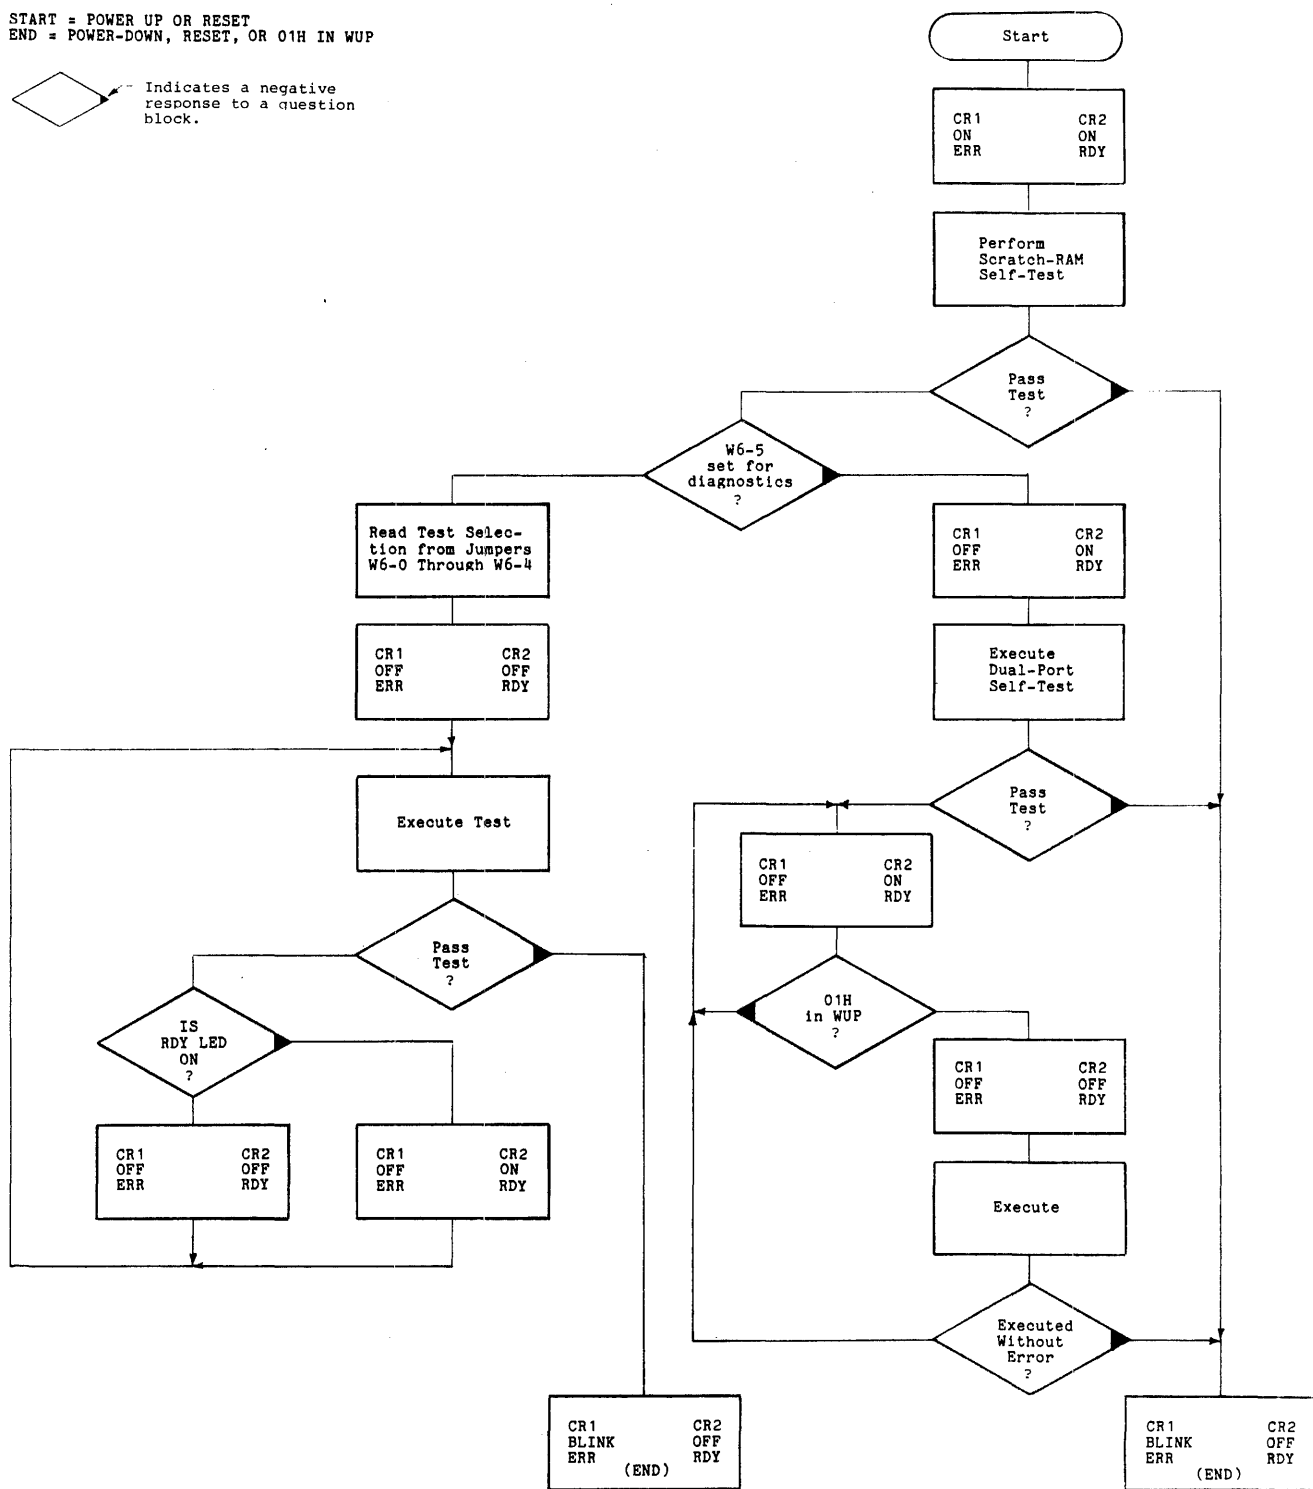 START = POWER UP OR RESET
END = POWER-DOWN, RESET, OR 01H IN WUP
Indicates a negative
response to a question
block.
Start
CR1 CR2
ON ON
ERR RDY
Perform
Scratch-RAM
Self-Test
Pass
Test
?
W6-5
set for
diagnostics
?
Read Test Selec-
tion from Jumpers
W6-0 Through W6-4
CR1 CR2
OFF ON
ERR RDY
CR1 CR2
OFF OFF
ERR RDY
Execute
Dual-Port
Self-Test
Execute Test
Pass
Test
?
CR1 CR2
OFF ON
ERR RDY
Pass
Test
?
01H
in WUP
?
IS
RDY LED
ON
?
CR1 CR2
OFF OFF
ERR RDY
CR1 CR2
OFF OFF
ERR RDY
CR1 CR2
OFF ON
ERR RDY
Execute
Executed
Without
Error
?
CR1 CR2
BLINK OFF
ERR RDY
(END)
CR1 CR2
BLINK OFF
ERR RDY
(END)